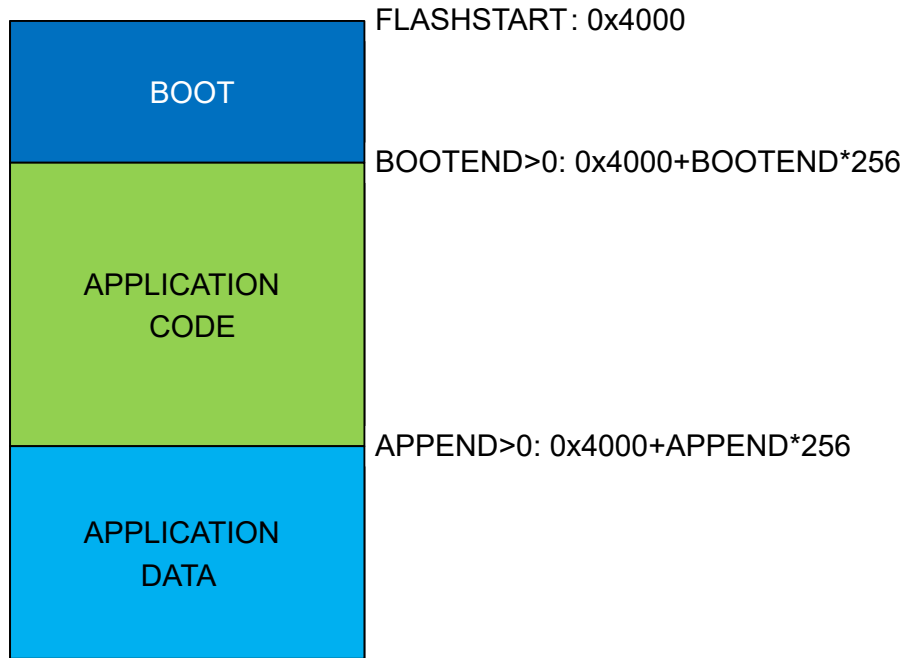 FLASHSTART: 0x4000
BOOT
BOOTEND>0: 0x4000+BOOTEND*256
APPLICATION
CODE
APPEND>0: 0x4000+APPEND*256
APPLICATION
DATA